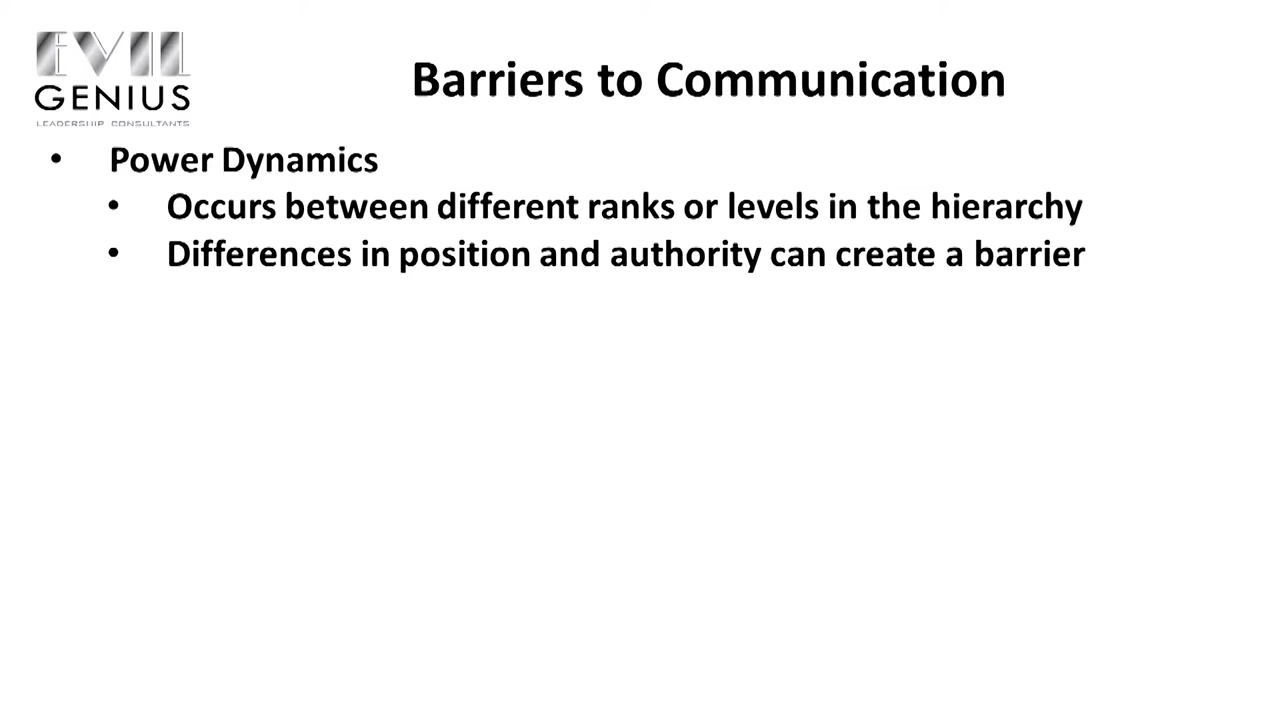 EVIL
GENIUS
LEADERSHIP CONSULTANTS
Barriers to Communication
• Power Dynamics
• Occurs between different ranks or levels in the hierarchy
• Differences in position and authority can create a barrier